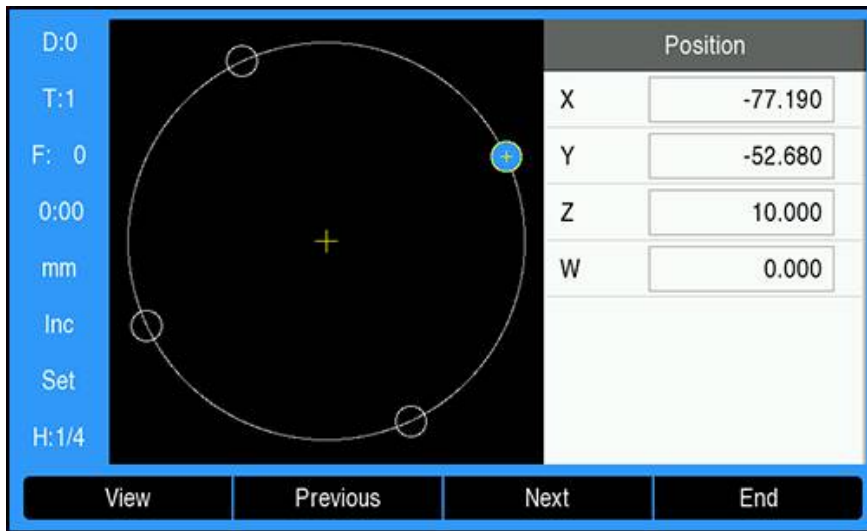 D:0
T:1
F: 0
0:00
mm
Inc
Set
H:1/4
Position
X -77.190
Y -52.680
Z 10.000
W 0.000
View Previous Next End